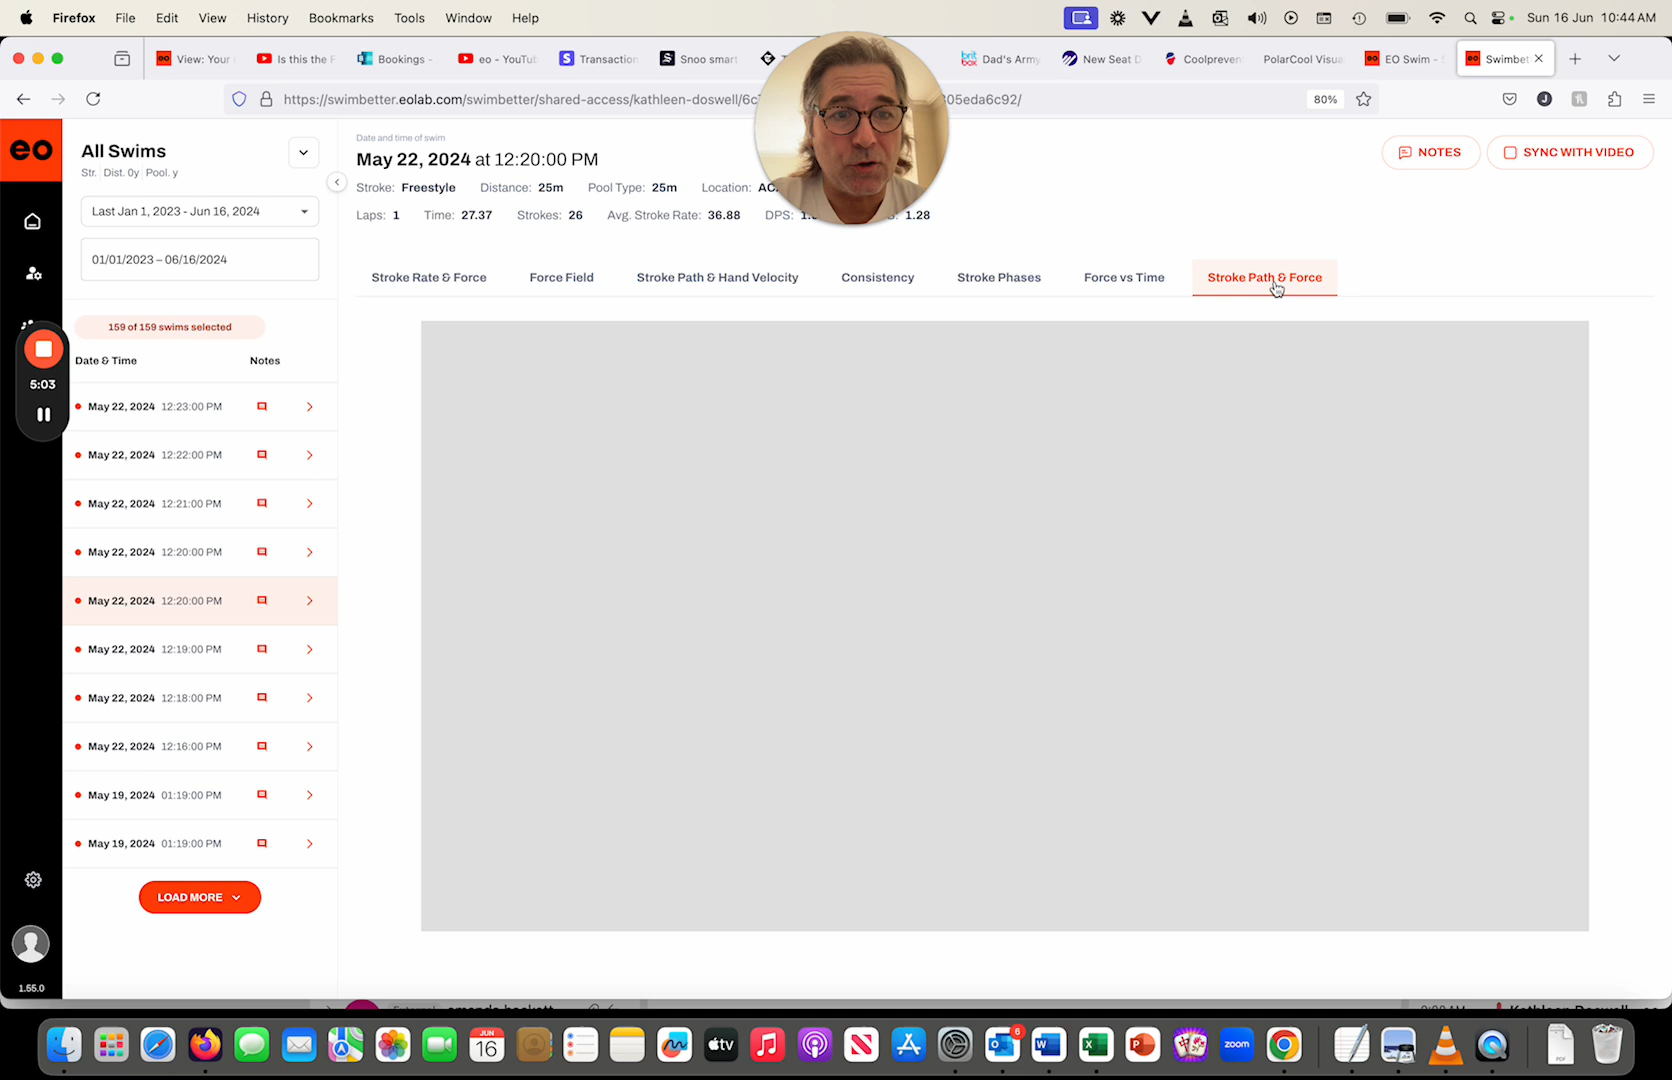 Firefox File Edit View History Bookmarks Tools Window Help
Sun 16 Jun 10:44 AM
View: Your
Is this the F
Bookings -
eo - YouTub
Transaction
Snoo smart
Dad's Army
New Seat D
Coolpreven
PolarCool Visua
EO Swim -
Swimbet
https://swimbetter.eolab.com/swimbetter/shared-access/kathleen-doswell/6c
05eda6c92/
80%
eo
All Swims
Str. Dist. 0y Pool. y
Last Jan 1, 2023 - Jun 16, 2024
01/01/2023 – 06/16/2024
159 of 159 swims selected
Date & Time Notes
May 22, 2024 12:23:00 PM
May 22, 2024 12:22:00 PM
May 22, 2024 12:21:00 PM
May 22, 2024 12:20:00 PM
May 22, 2024 12:20:00 PM
May 22, 2024 12:19:00 PM
May 22, 2024 12:18:00 PM
May 22, 2024 12:16:00 PM
May 19, 2024 01:19:00 PM
May 19, 2024 01:19:00 PM
LOAD MORE
5:03
1.55.0
Date and time of swim
May 22, 2024 at 12:20:00 PM
Stroke: Freestyle Distance: 25m Pool Type: 25m Location:
Laps: 1 Time: 27.37 Strokes: 26 Avg. Stroke Rate: 36.88 DPS: 1.28
NOTES
SYNC WITH VIDEO
Stroke Rate & Force Force Field Stroke Path & Hand Velocity Consistency Stroke Phases Force vs Time Stroke Path & Force
JUN
16
tv
6
zoom
PDF